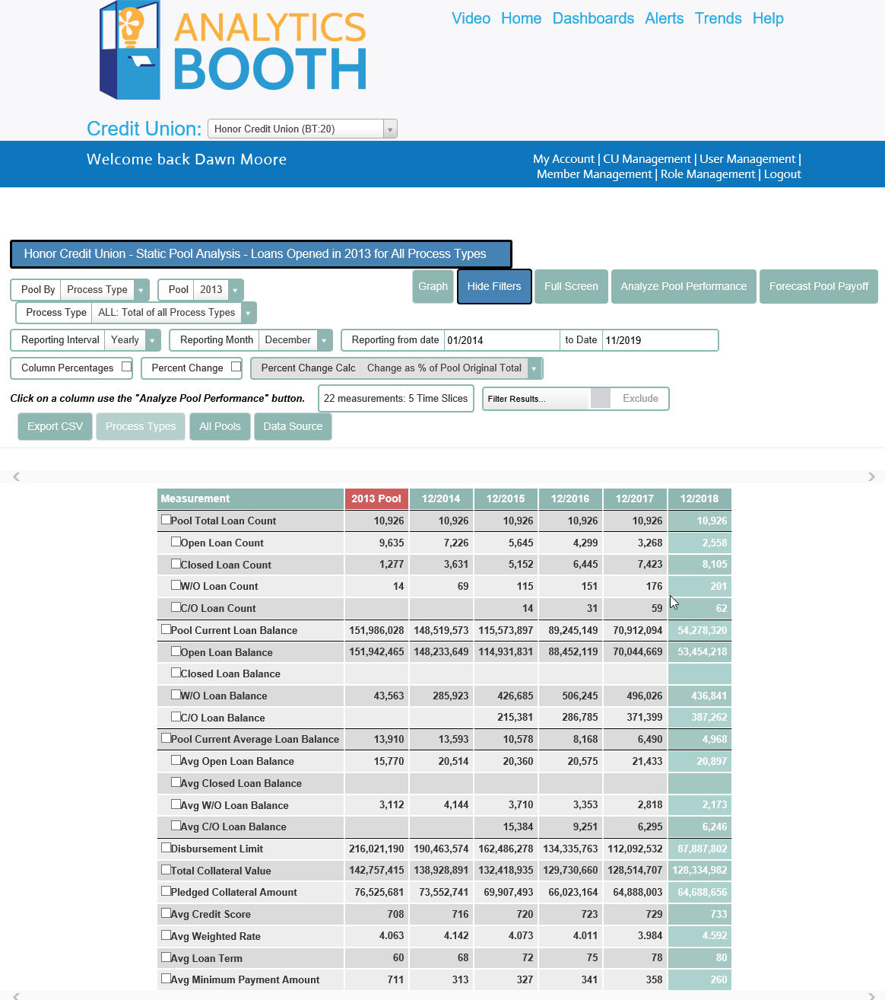 ANALYTICS
BOOTH
Video Home Dashboards Alerts Trends Help
Credit Union: Honor Credit Union (BT:20)
Welcome back Dawn Moore
My Account | CU Management | User Management |
Member Management | Role Management | Logout
Honor Credit Union - Static Pool Analysis - Loans Opened in 2013 for All Process Types
Pool By Process Type Pool 2013
Graph Hide Filters Full Screen Analyze Pool Performance Forecast Pool Payoff
Process Type ALL: Total of all Process Types
Reporting Interval Yearly Reporting Month December Reporting from date 01/2014 to Date 11/2019
Column Percentages Percent Change Percent Change Calc Change as % of Pool Original Total
Click on a column use the "Analyze Pool Performance" button. 22 measurements: 5 Time Slices Filter Results... Exclude
Export CSV Process Types All Pools Data Source
Measurement 2013 Pool 12/2014 12/2015 12/2016 12/2017 12/2018
Pool Total Loan Count 10,926 10,926 10,926 10,926 10,926 10,926
Open Loan Count 9,635 7,226 5,645 4,299 3,268 2,558
Closed Loan Count 1,277 3,631 5,152 6,445 7,423 8,105
W/O Loan Count 14 69 115 151 176 201
C/O Loan Count 14 31 59 62
Pool Current Loan Balance 151,986,028 148,519,573 115,573,897 89,245,149 70,912,094 54,278,320
Open Loan Balance 151,942,465 148,233,649 114,931,831 88,452,119 70,044,669 53,454,218
Closed Loan Balance
W/O Loan Balance 43,563 285,923 426,685 506,245 496,026 436,841
C/O Loan Balance 215,381 286,785 371,399 387,262
Pool Current Average Loan Balance 13,910 13,593 10,578 8,168 6,490 4,968
Avg Open Loan Balance 15,770 20,514 20,360 20,575 21,433 20,897
Avg Closed Loan Balance
Avg W/O Loan Balance 3,112 4,144 3,710 3,353 2,818 2,173
Avg C/O Loan Balance 15,384 9,251 6,295 6,246
Disbursement Limit 216,021,190 190,463,574 162,486,278 134,335,763 112,092,532 87,887,802
Total Collateral Value 142,757,415 138,928,891 132,418,935 129,730,660 128,514,707 128,334,982
Pledged Collateral Amount 76,525,681 73,552,741 69,907,493 66,023,164 64,888,003 64,688,656
Avg Credit Score 708 716 720 723 729 733
Avg Weighted Rate 4.063 4.142 4.073 4.011 3.984 4.592
Avg Loan Term 60 68 72 75 78 80
Avg Minimum Payment Amount 711 313 327 341 358 260